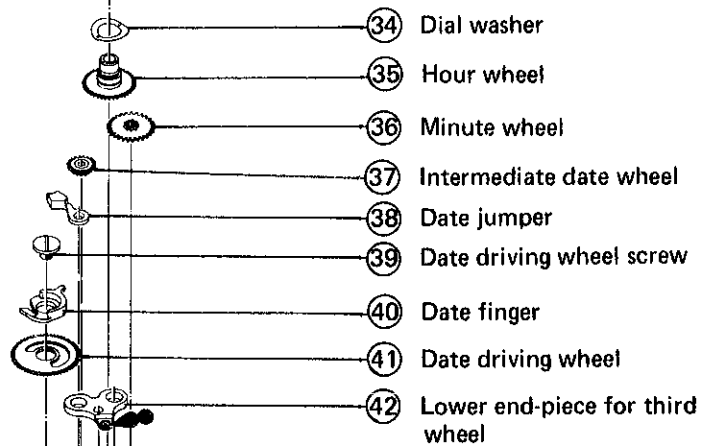 34 Dial washer
35 Hour wheel
36 Minute wheel
37 Intermediate date wheel
38 Date jumper
39 Date driving wheel screw
40 Date finger
41 Date driving wheel
42 Lower end-piece for third
wheel